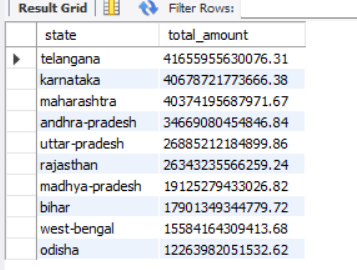 Result Grid Filter Rows:
state total_amount
telangana 41655955630076.31
karnataka 40678721773666.38
maharashtra 40374195687971.67
andhra-pradesh 34669080454846.84
uttar-pradesh 26885212184899.86
rajasthan 26343235566259.24
madhya-pradesh 19125279433026.82
bihar 17901349344779.72
west-bengal 15584164309413.68
odisha 12263982051532.62